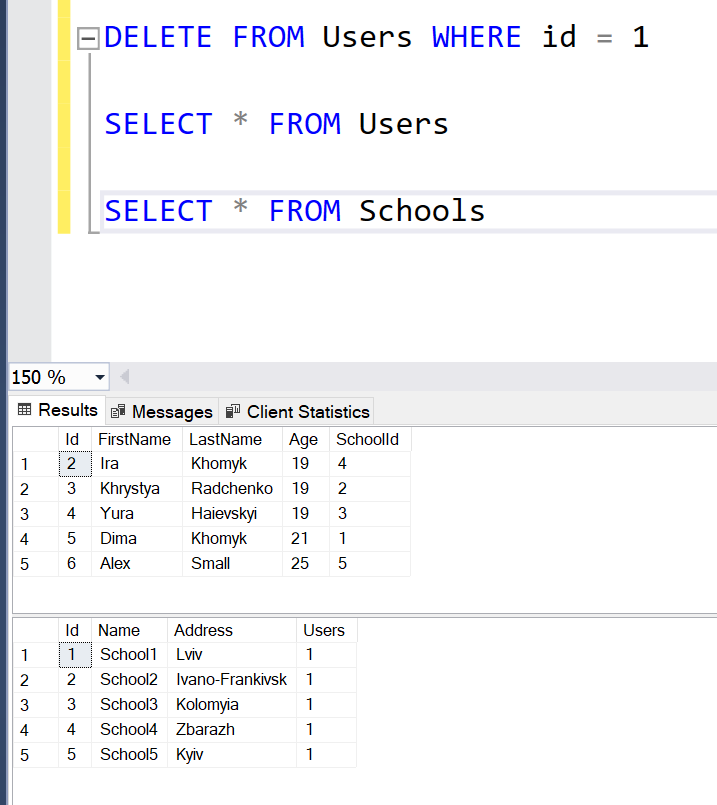 DELETE FROM Users WHERE id = 1
SELECT * FROM Users
SELECT * FROM Schools
150 %
Results Messages Client Statistics
Id FirstName LastName Age SchoolId
1 2 Ira Khomyk 19 4
2 3 Khrystya Radchenko 19 2
3 4 Yura Haievskyi 19 3
4 5 Dima Khomyk 21 1
5 6 Alex Small 25 5
Id Name Address Users
1 1 School1 Lviv 1
2 2 School2 Ivano-Frankivsk 1
3 3 School3 Kolomyia 1
4 4 School4 Zbarazh 1
5 5 School5 Kyiv 1